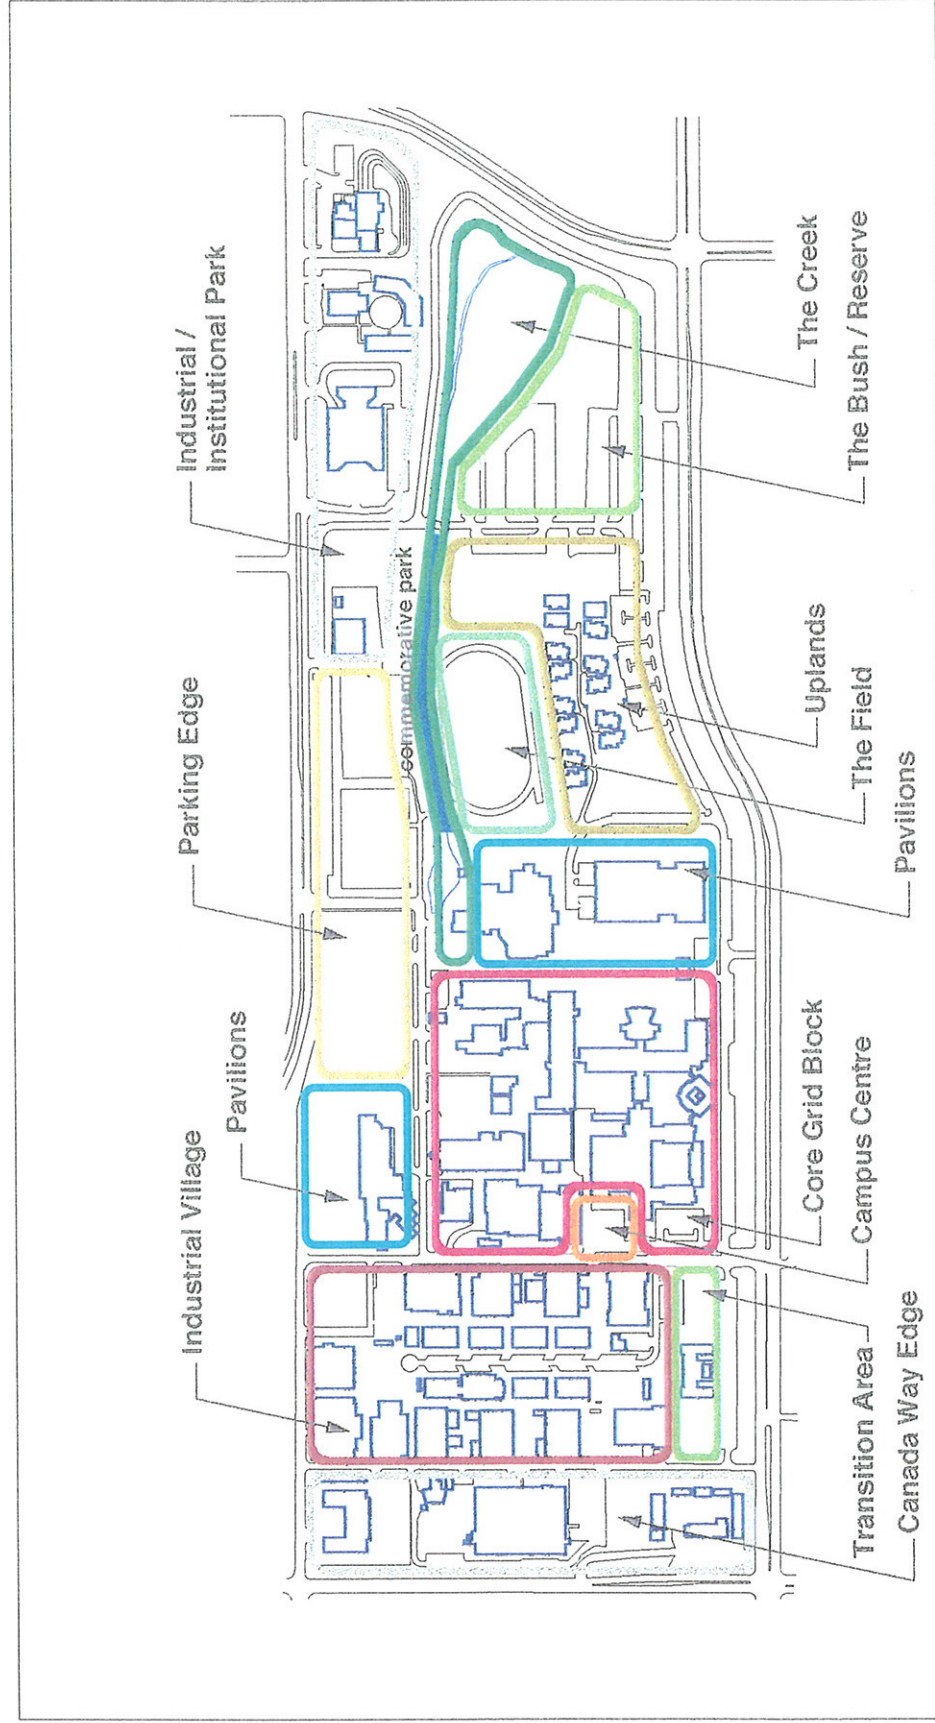 Industrial Village
Pavilions
Parking Edge
Industrial /
Institutional Park
commemorative park
Transition Area
Canada Way Edge
Core Grid Block
Campus Centre
Pavilions
The Field
Uplands
The Bush / Reserve
The Creek